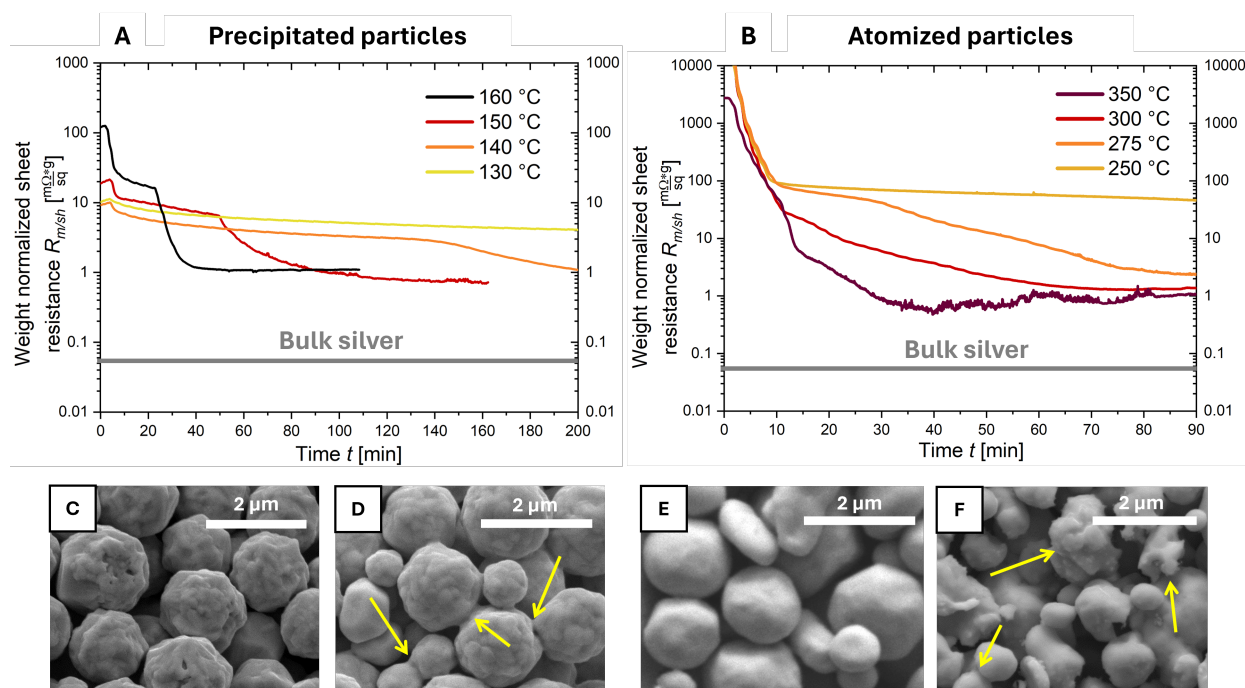 A Precipitated particles
1000 1000
100 100
10 10
1 1
0.1 0.1
0.01 0.01
Weight normalized sheet
resistance Rm/sh [mΩ*g/sq]
160 °C
150 °C
140 °C
130 °C
Bulk silver
0 20 40 60 80 100 120 140 160 180 200
Time t [min]
B Atomized particles
10000 10000
1000 1000
100 100
10 10
1 1
0.1 0.1
0.01 0.01
Weight normalized sheet
resistance Rm/sh [mΩ*g/sq]
350 °C
300 °C
275 °C
250 °C
Bulk silver
0 10 20 30 40 50 60 70 80 90
Time t [min]
C 2 µm
D 2 µm
E 2 µm
F 2 µm